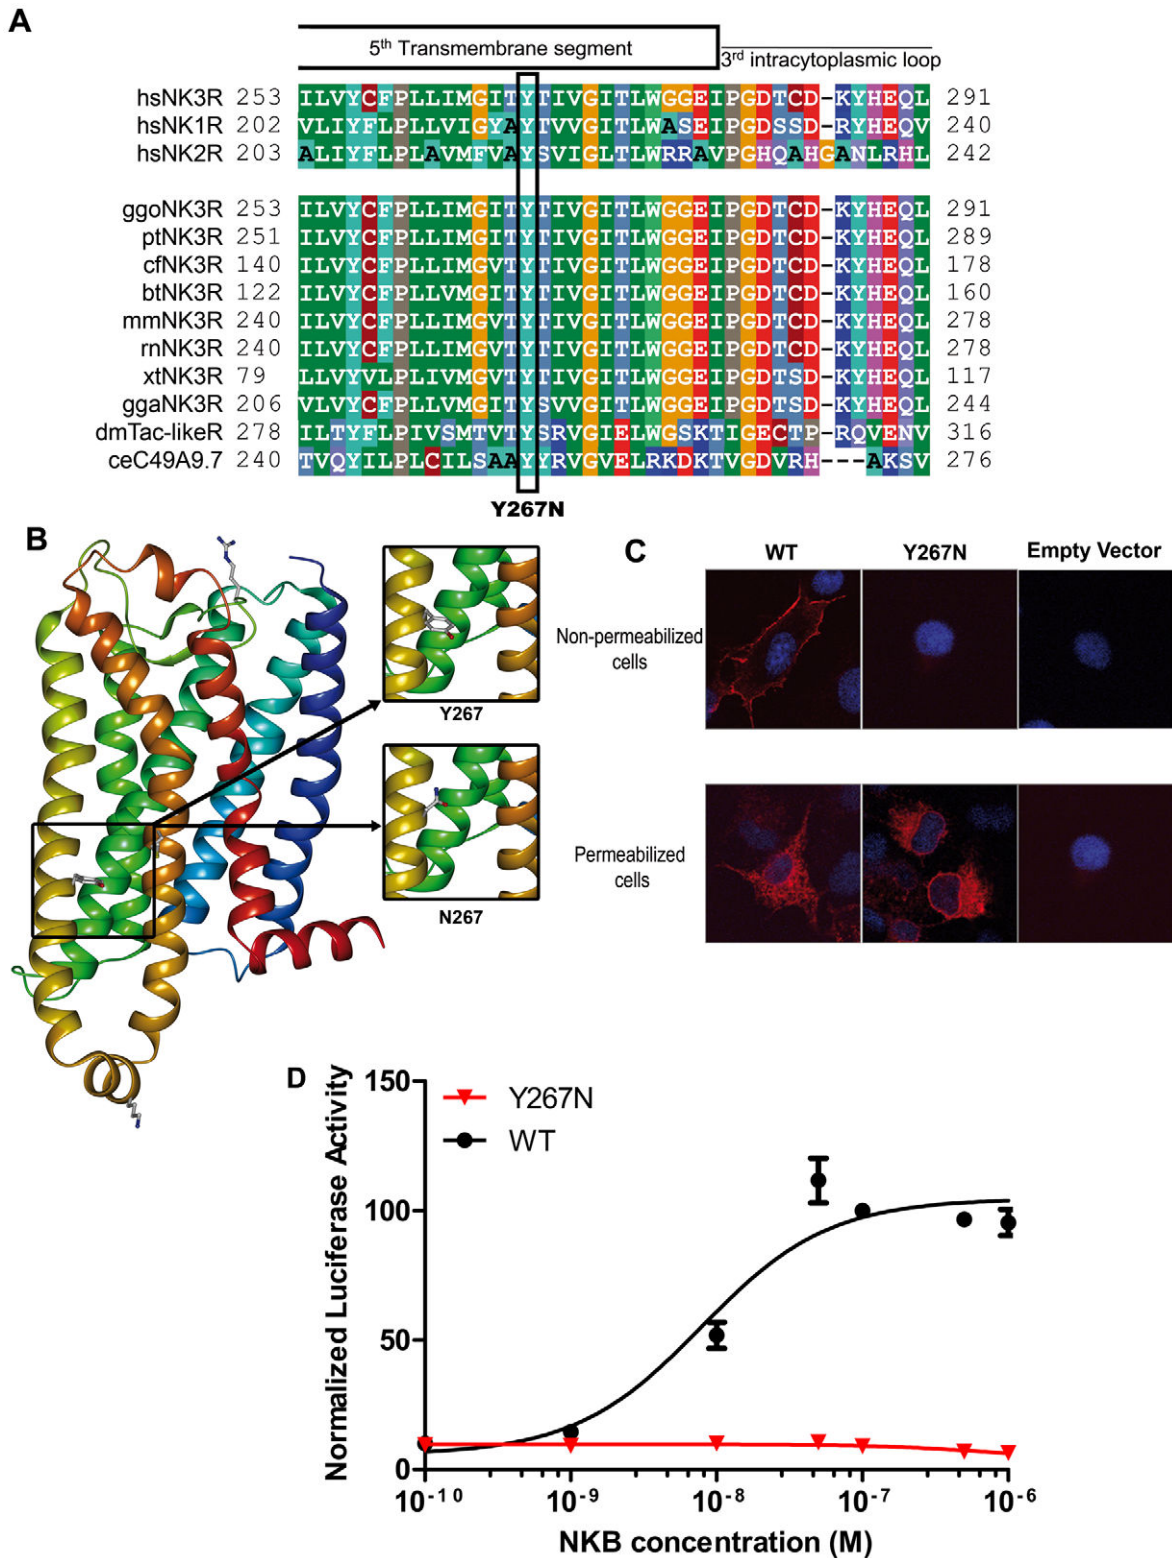 A
5th Transmembrane segment
3rd intracytoplasmic loop
hsNK3R 253 ILVYCFPLLIMGITYTIVGITLWGGEIPGDTCD-KYHEQL 291
hsNK1R 202 VLIYFLPLLVIGYAYTVVGITLWASEIPGDSSD-RYHEQV 240
hsNK2R 203 ALIYFLPLAVMFVAYSVIGLTLWRRAVPGHQAHGANLRHL 242
ggoNK3R 253 ILVYCFPLLIMGITYTIVGITLWGGEIPGDTCD-KYHEQL 291
ptNK3R 251 ILVYCFPLLIMGITYTIVGITLWGGEIPGDTCD-KYHEQL 289
cfNK3R 140 ILVYCFPLLIMGVTYTIVGITLWGGEIPGDTCD-KYHEQL 178
btNK3R 122 ILVYCFPLLVMGITYTIVGITLWGGEIPGDTCD-KYHEQL 160
mmNK3R 240 ILVYCFPLLIMGVTYTIVGITLWGGEIPGDTCD-KYHEQL 278
rnNK3R 240 ILVYCFPLLIMGVTYTIVGITLWGGEIPGDTCD-KYHEQL 278
xtNK3R 79 LLVYVLPLIVMGVTYTIVGITLWGGEIPGDTSD-KYHEQL 117
ggaNK3R 206 VLVYCFPLLVMGITYSVVGITLWGGEIPGDTSD-KYHEQL 244
dmTac-likeR 278 ILTYFLPIVSMTVTYSRVGIELWGSKTIGECTP-RQVENV 316
ceC49A9.7 240 TVQYILPLCILSAAYYRVGVELRKDKTVGDVRH----AKSV 276
Y267N
B
Y267
N267
C
WT Y267N Empty Vector
Non-permeabilized
cells
Permeabilized
cells
D
Normalized Luciferase Activity
150
100
50
0
Y267N
WT
10-10 10-9 10-8 10-7 10-6
NKB concentration (M)